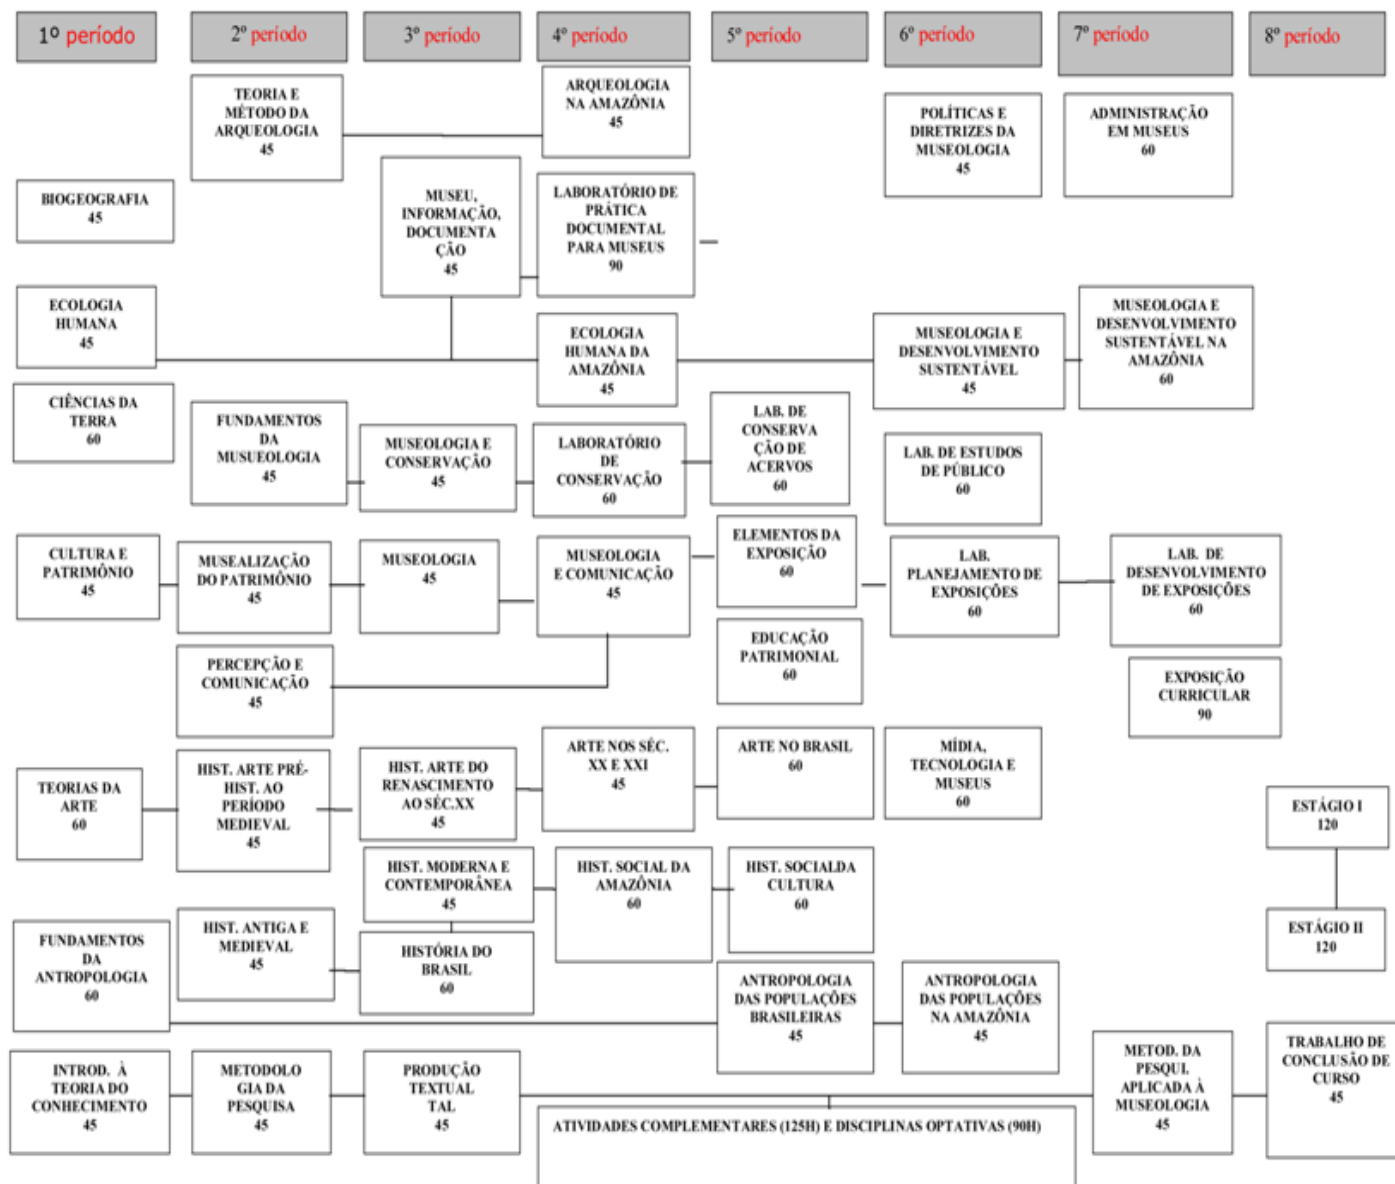 1º período
2º período
3º período
4º período
5º período
6º período
7º período
8º período
TEORIA E
MÉTODO DA
ARQUEOLOGIA
45
ARQUEOLOGIA
NA AMAZÔNIA
45
POLÍTICAS E
DIRETRIZES DA
MUSEOLOGIA
45
ADMINISTRAÇÃO
EM MUSEUS
60
BIOGEOGRAFIA
45
MUSEU,
INFORMAÇÃO,
DOCUMENTA
ÇÃO
45
LABORATÓRIO DE
PRÁTICA
DOCUMENTAL
PARA MUSEUS
90
ECOLOGIA
HUMANA
45
ECOLOGIA
HUMANA DA
AMAZÔNIA
45
MUSEOLOGIA E
DESENVOLVIMENTO
SUSTENTÁVEL
45
MUSEOLOGIA E
DESENVOLVIMENTO
SUSTENTÁVEL NA
AMAZÔNIA
60
CIÊNCIAS DA
TERRA
60
FUNDAMENTOS
DA
MUSUEOLOGIA
45
MUSEOLOGIA E
CONSERVAÇÃO
45
LABORATÓRIO
DE
CONSERVAÇÃO
60
LAB. DE
CONSERVA
ÇÃO DE
ACERVOS
60
LAB. DE ESTUDOS
DE PÚBLICO
60
CULTURA E
PATRIMÔNIO
45
MUSEALIZAÇÃO
DO PATRIMÔNIO
45
MUSEOLOGIA
45
MUSEOLOGIA
E COMUNICAÇÃO
45
ELEMENTOS DA
EXPOSIÇÃO
60
LAB.
PLANEJAMENTO DE
EXPOSIÇÕES
60
LAB. DE
DESENVOLVIMENTO
DE EXPOSIÇÕES
60
PERCEPÇÃO E
COMUNICAÇÃO
45
EDUCAÇÃO
PATRIMONIAL
60
EXPOSIÇÃO
CURRICULAR
90
TEORIAS DA
ARTE
60
HIST. ARTE PRÉ-
HIST. AO
PERÍODO
MEDIEVAL
45
HIST. ARTE DO
RENASCIMENTO
AO SÉC.XX
45
ARTE NOS SÉC.
XX E XXI
45
ARTE NO BRASIL
60
MÍDIA,
TECNOLOGIA E
MUSEUS
60
ESTÁGIO I
120
HIST. MODERNA E
CONTEMPORÂNEA
45
HIST. SOCIAL DA
AMAZÔNIA
60
HIST. SOCIALDA
CULTURA
60
FUNDAMENTOS
DA
ANTROPOLOGIA
60
HIST. ANTIGA E
MEDIEVAL
45
HISTÓRIA DO
BRASIL
60
ESTÁGIO II
120
ANTROPOLOGIA
DAS POPULAÇÕES
BRASILEIRAS
45
ANTROPOLOGIA
DAS POPULAÇÕES
NA AMAZÔNIA
45
INTROD. À
TEORIA DO
CONHECIMENTO
45
METODOLO
GIA DA
PESQUISA
45
PRODUÇÃO
TEXTUAL
TAL
45
METOD. DA
PESQUI.
APLICADA À
MUSEOLOGIA
45
TRABALHO DE
CONCLUSÃO DE
CURSO
45
ATIVIDADES COMPLEMENTARES (125H) E DISCIPLINAS OPTATIVAS (90H)